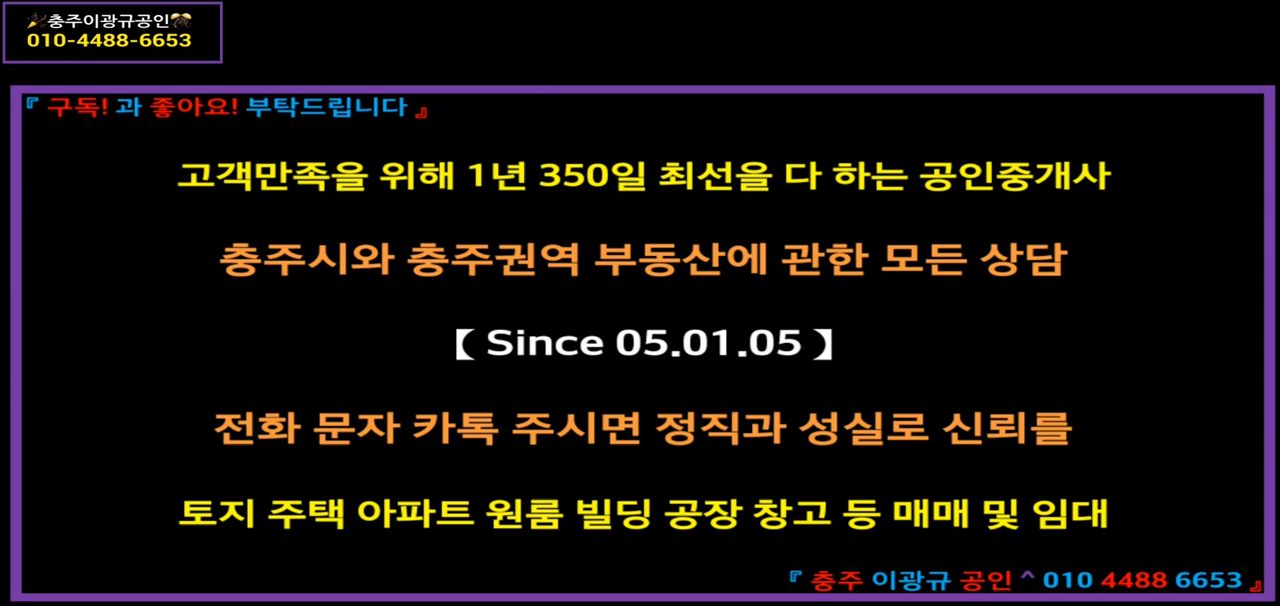 🎉충주이광규공인🎊
010-4488-6653
『 구독! 과 좋아요! 부탁드립니다 』
고객만족을 위해 1년 350일 최선을 다 하는 공인중개사
충주시와 충주권역 부동산에 관한 모든 상담
【 Since 05.01.05 】
전화 문자 카톡 주시면 정직과 성실로 신뢰를
토지 주택 아파트 원룸 빌딩 공장 창고 등 매매 및 임대
『 충주 이광규 공인 ^ 010 4488 6653 』